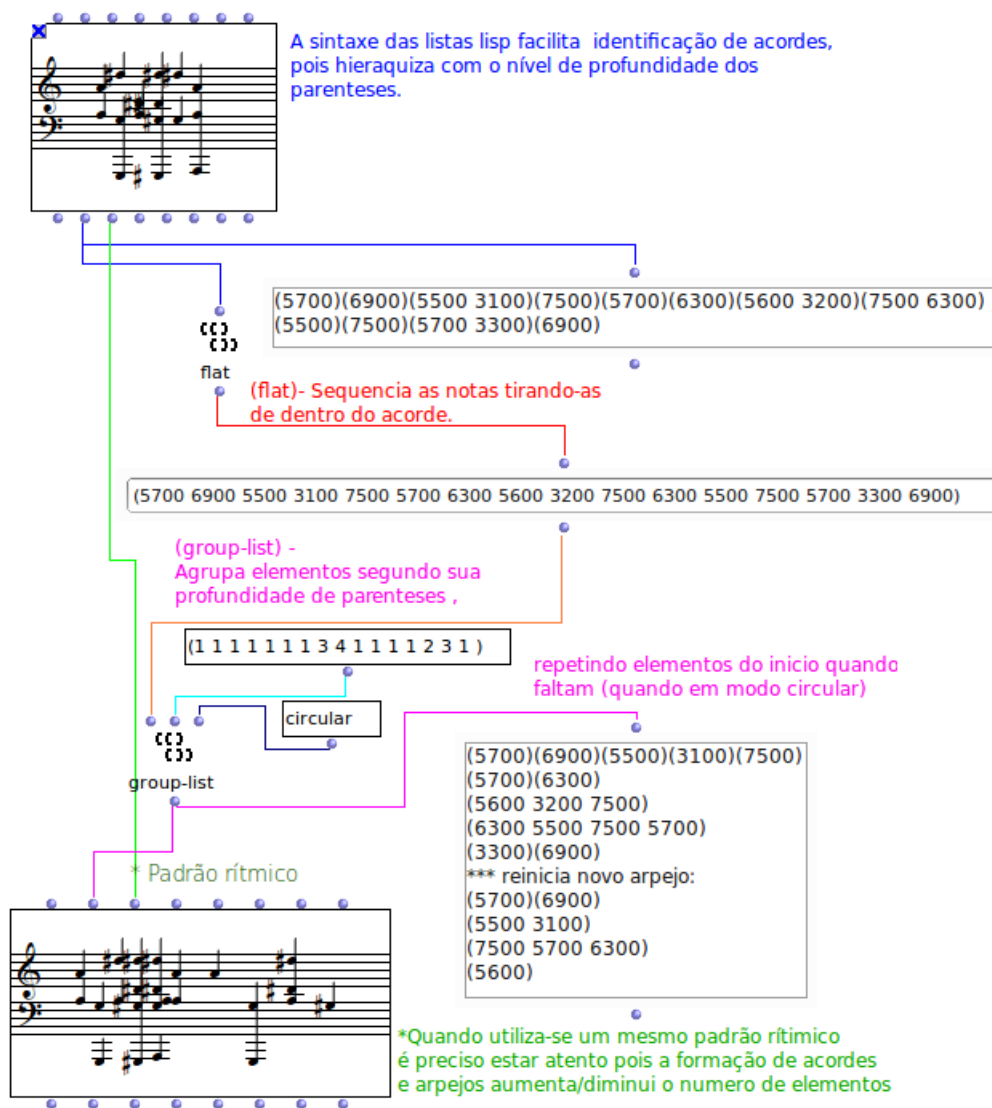 A sintaxe das listas lisp facilita  identificação de acordes,
pois hieraquiza com o nível de profundidade dos
parenteses.
(5700)(6900)(5500 3100)(7500)(5700)(6300)(5600 3200)(7500 6300)
(5500)(7500)(5700 3300)(6900)
flat
(flat)- Sequencia as notas tirando-as
de dentro do acorde.
(5700 6900 5500 3100 7500 5700 6300 5600 3200 7500 6300 5500 7500 5700 3300 6900)
(group-list) -
Agrupa elementos segundo sua
profundidade de parenteses ,
(1 1 1 1 1 1 1 3 4 1 1 1 1 2 3 1 )
repetindo elementos do inicio quando
faltam (quando em modo circular)
circular
group-list
(5700)(6900)(5500)(3100)(7500)
(5700)(6300)
(5600 3200 7500)
(6300 5500 7500 5700)
(3300)(6900)
*** reinicia novo arpejo:
(5700)(6900)
(5500 3100)
(7500 5700 6300)
(5600)
* Padrão rítmico
*Quando utiliza-se um mesmo padrão rítimico
é preciso estar atento pois a formação de acordes
e arpejos aumenta/diminui o numero de elementos